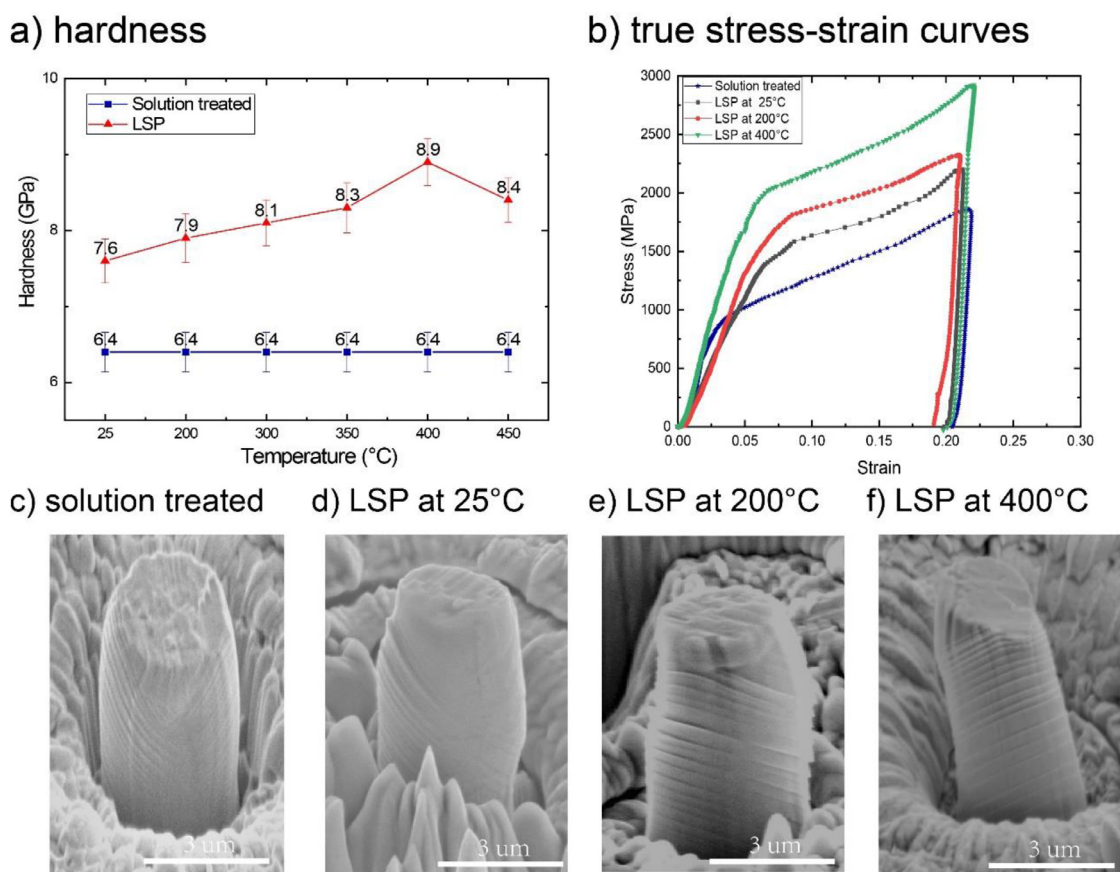 a) hardness
10
8
6
Hardness (GPa)
Solution treated
LSP
7.6
7.9
8.1
8.3
8.9
8.4
6.4
6.4
6.4
6.4
6.4
6.4
25
200
300
350
400
450
Temperature (°C)
b) true stress-strain curves
3000
2500
2000
1500
1000
500
0
Stress (MPa)
Solution treated
LSP at 25°C
LSP at 200°C
LSP at 400°C
0.00
0.05
0.10
0.15
0.20
0.25
0.30
Strain
c) solution treated
d) LSP at 25°C
e) LSP at 200°C
f) LSP at 400°C
3 um
3 um
3 um
3 um